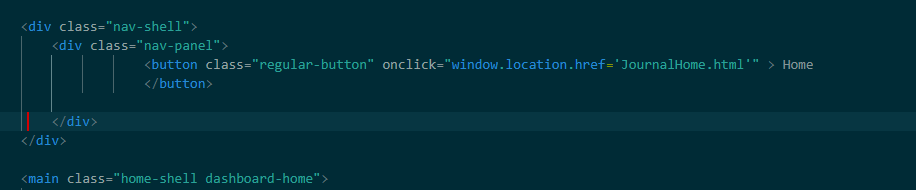 <div class="nav-shell">
<div class="nav-panel">
<button class="regular-button" onclick="window.location.href='JournalHome.html'" > Home
</button>
</div>
</div>
<main class="home-shell dashboard-home">